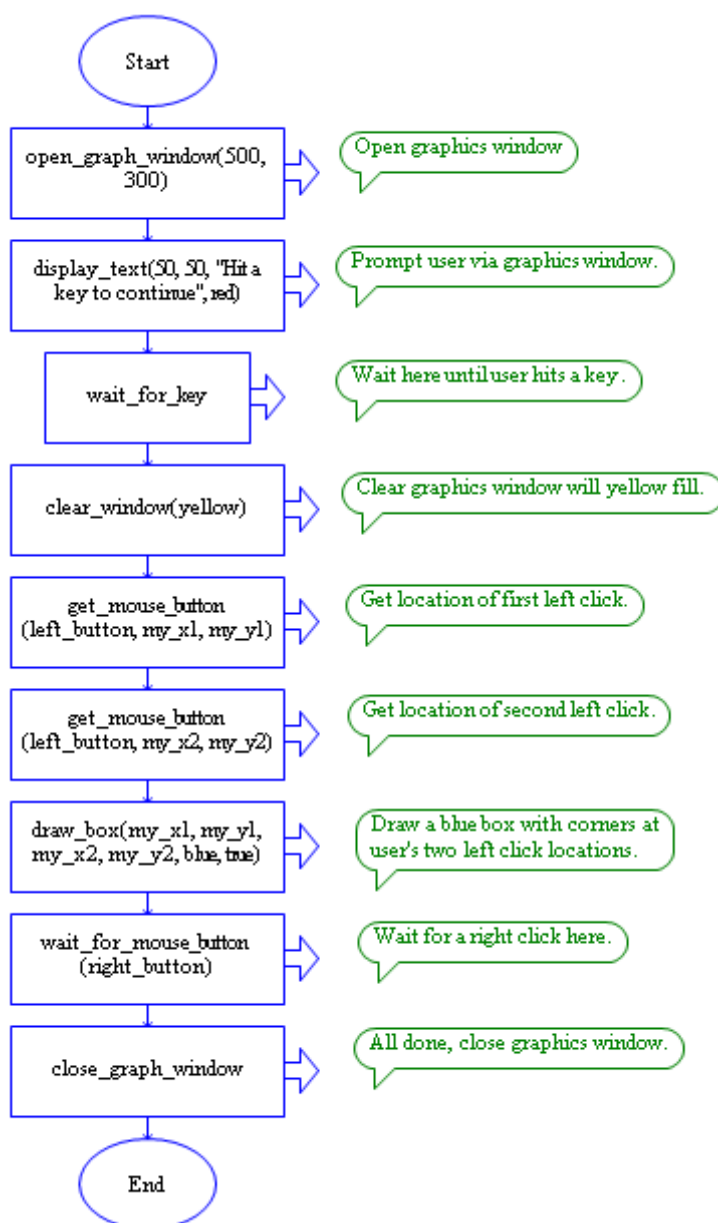 Start
open_graph_window(500,
300)
Open graphics window
display_text(50, 50, "Hit a
key to continue", red)
Prompt user via graphics window.
wait_for_key
Wait here until user hits a key.
clear_window(yellow)
Clear graphics window will yellow fill.
get_mouse_button
(left_button, my_x1, my_y1)
Get location of first left click.
get_mouse_button
(left_button, my_x2, my_y2)
Get location of second left click.
draw_box(my_x1, my_y1,
my_x2, my_y2, blue, true)
Draw a blue box with corners at
user's two left click locations.
wait_for_mouse_button
(right_button)
Wait for a right click here.
close_graph_window
All done, close graphics window.
End